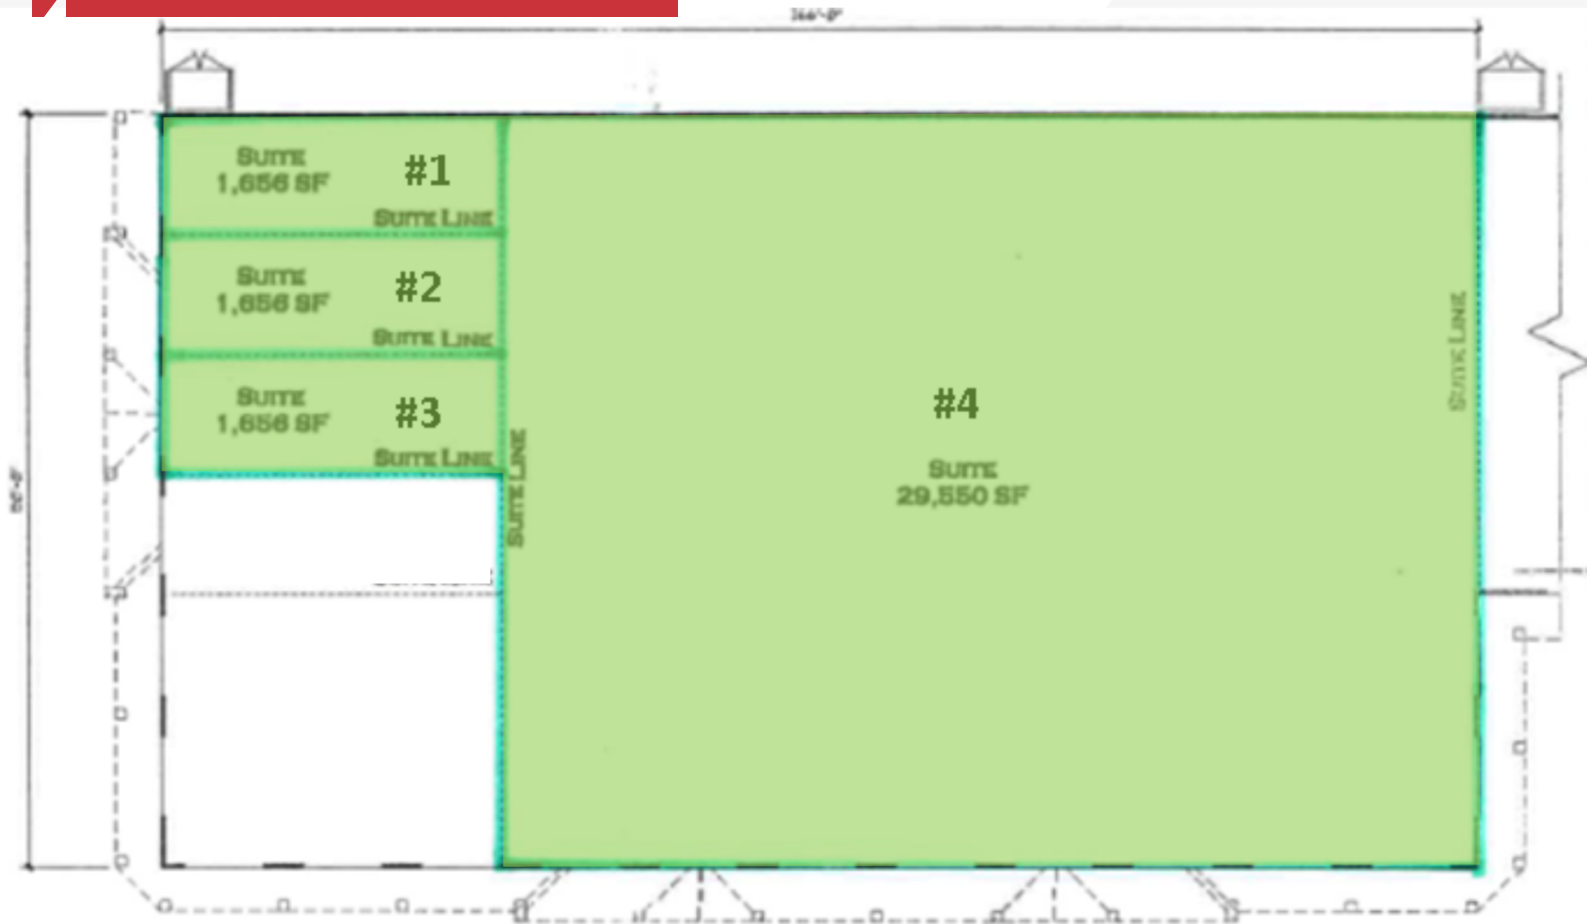 SUITE
1,656 SF
#1
SUITE LINE
SUITE
1,656 SF
#2
SUITE LINE
SUITE
1,656 SF
#3
SUITE LINE
SUITE LINE
#4
SUITE
29,550 SF
SUITE LINE